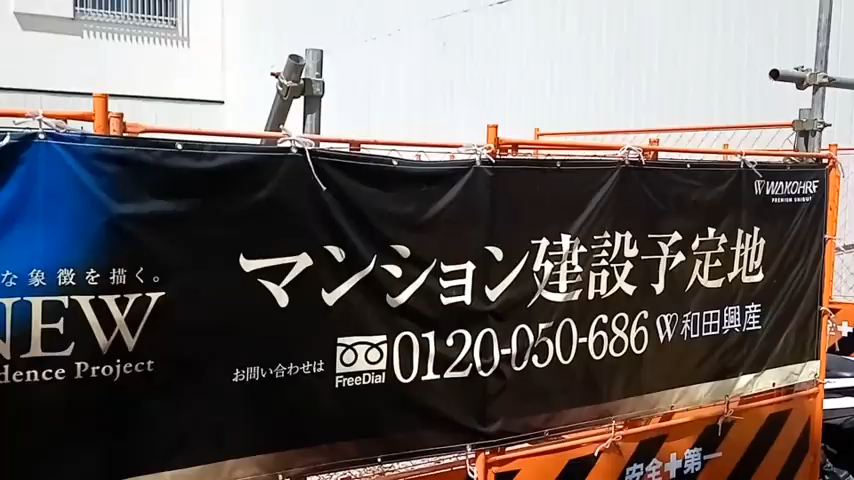 WAKOHRE
PREMIUM UNIQUE
な象徴を描く。
NEW
dence Project
マンション建設予定地
お問い合わせは
FreeDial
0120-050-686
和田興産
安全第一